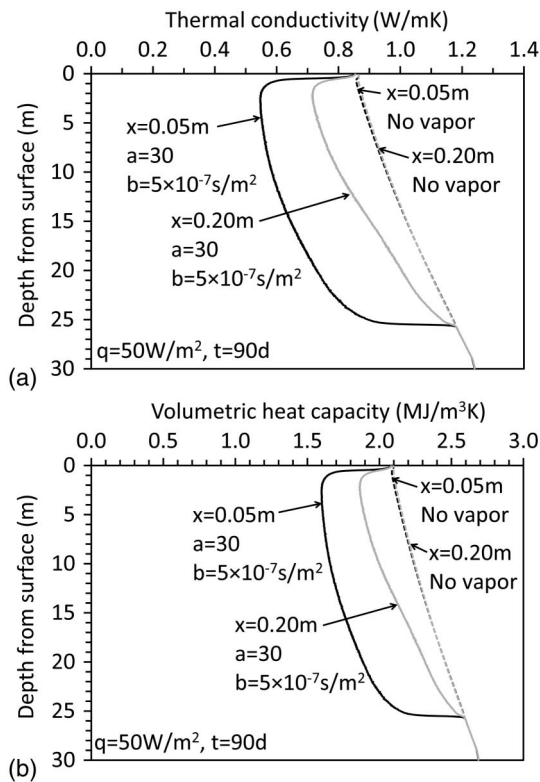 Thermal conductivity (W/mK)
0.0 0.2 0.4 0.6 0.8 1.0 1.2 1.4
0
5
10
15
20
25
30
Depth from surface (m)
x=0.05m
No vapor
x=0.20m
No vapor
x=0.05m
a=30
b=5×10⁻⁷s/m²
x=0.20m
a=30
b=5×10⁻⁷s/m²
q=50W/m², t=90d
(a)
Volumetric heat capacity (MJ/m³K)
0.0 0.5 1.0 1.5 2.0 2.5 3.0
0
5
10
15
20
25
30
Depth from surface (m)
x=0.05m
No vapor
x=0.20m
No vapor
x=0.05m
a=30
b=5×10⁻⁷s/m²
x=0.20m
a=30
b=5×10⁻⁷s/m²
q=50W/m², t=90d
(b)